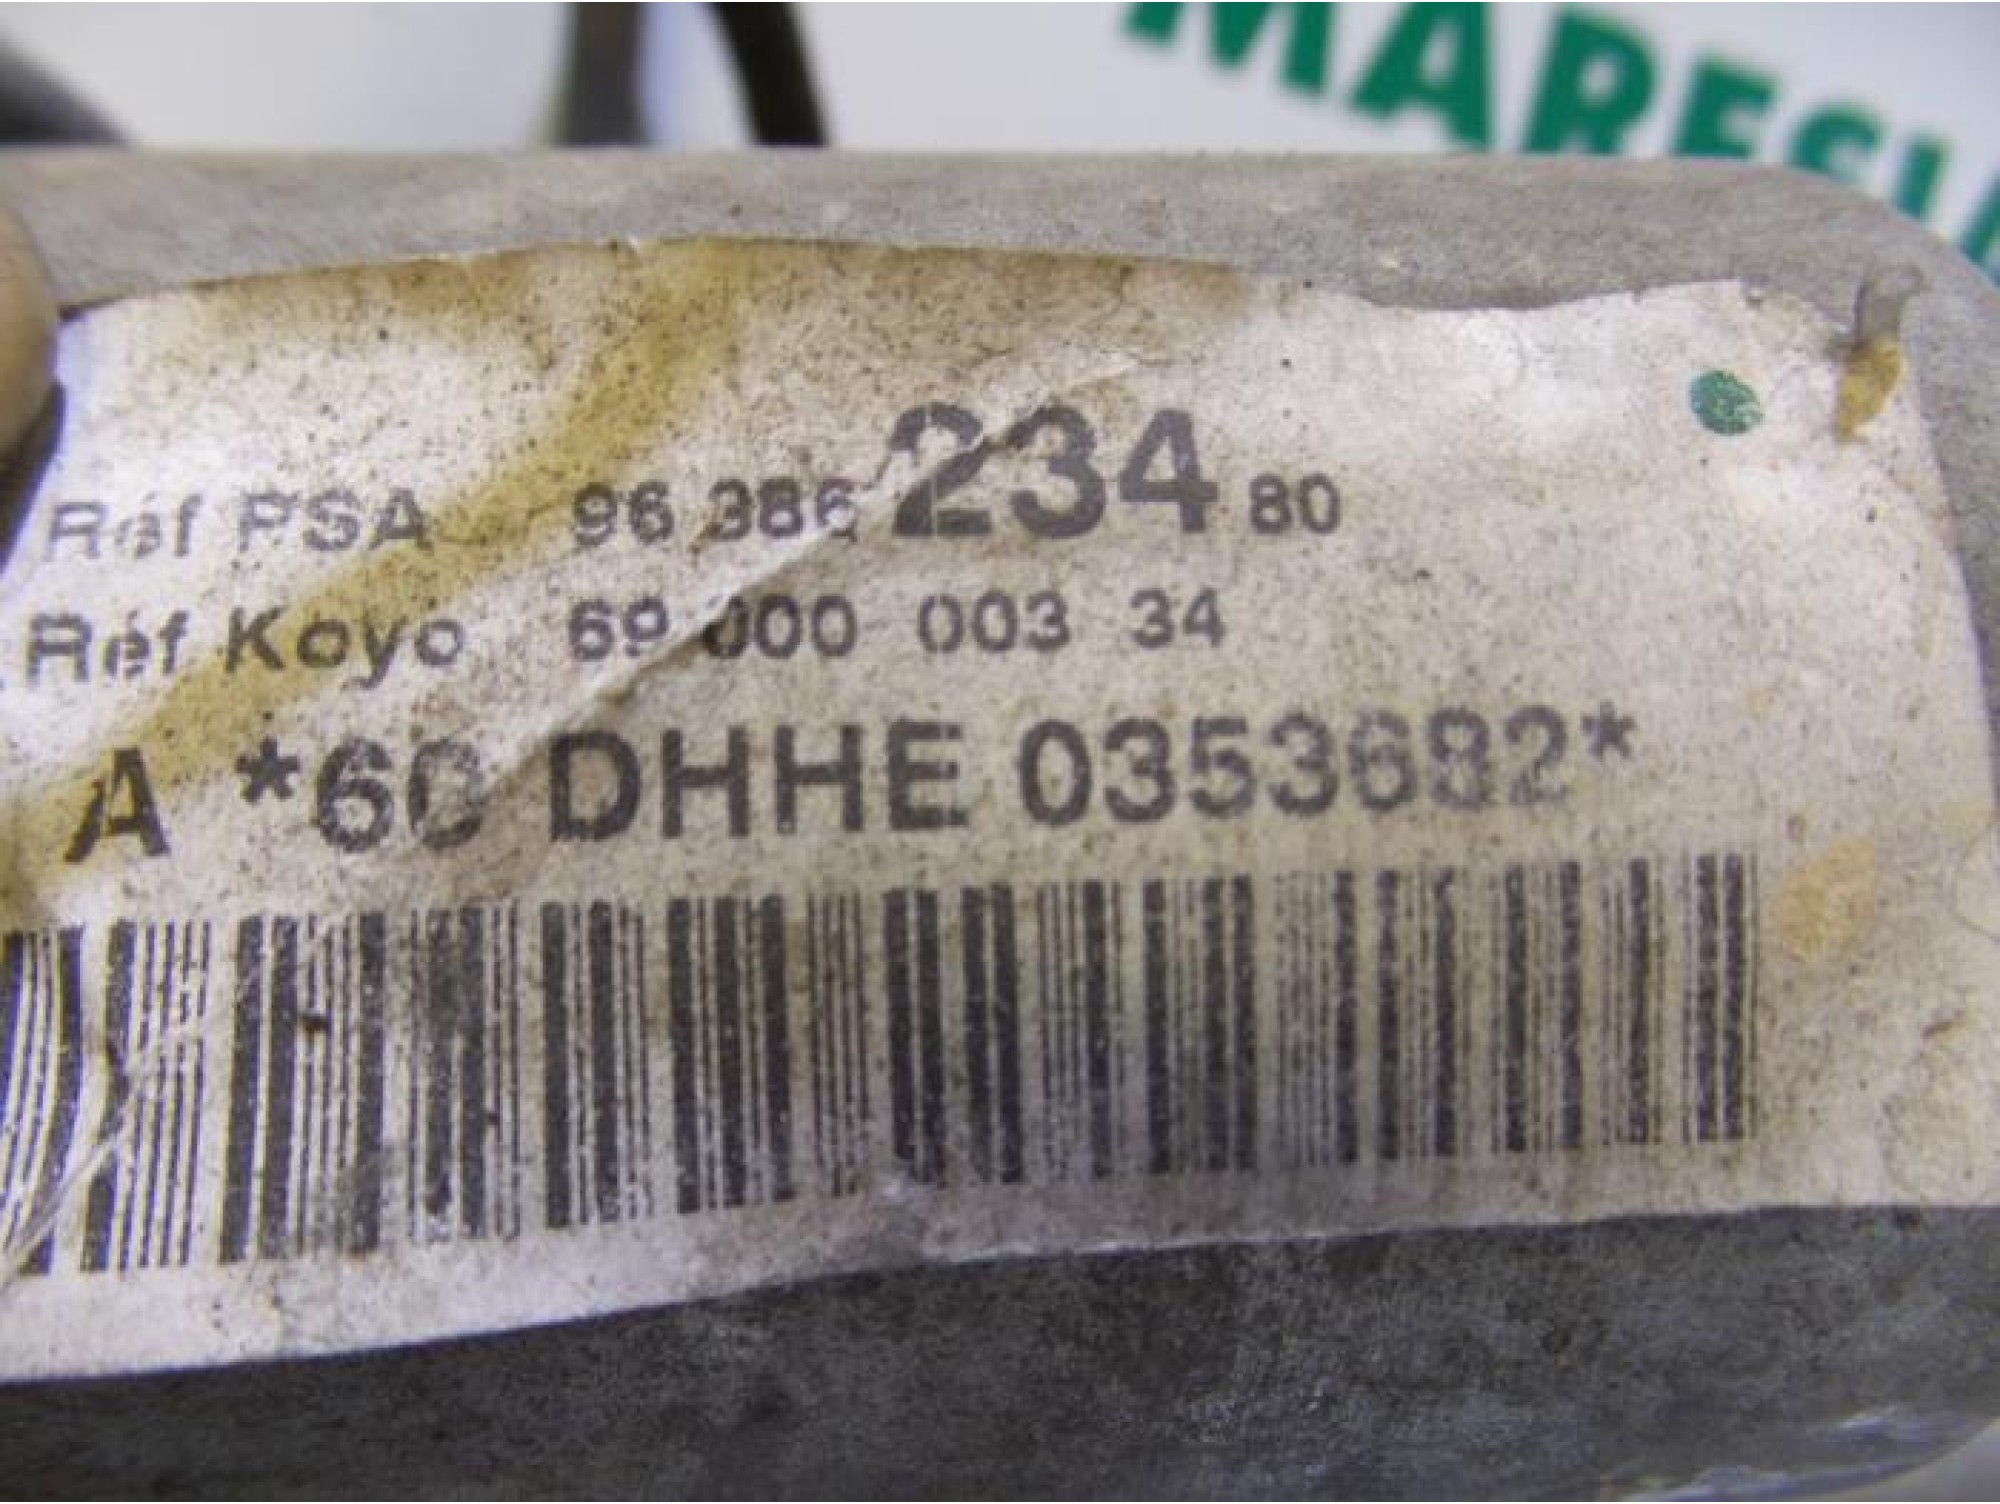 Réf PSA 96 386 234 80
Réf Koyo 69 000 003 34
A *60 DHHE 0353682*